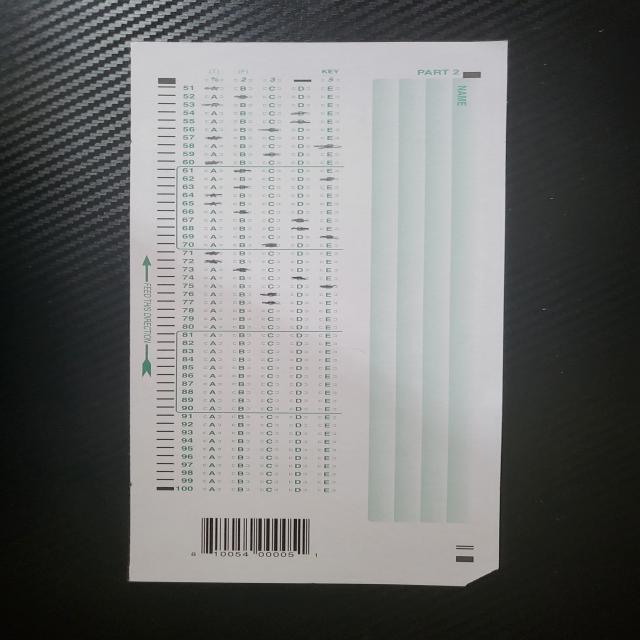 PART 2
NAME
(T) (F) KEY
2 3 5
51 B C D E
52 A C D E
53 B C D E
54 A B C E
55 A B C E
56 A B D E
57 B C D E
58 A B C D
59 A B D E
60 B C D E
61 A C D E
62 A B C D
63 A C D E
64 B C D E
65 B C D E
66 A C D E
67 A B C E
68 A B C E
69 A B C D
70 A B D E
71 B C D E
72 B C D E
73 A C D E
74 A B C E
75 A B C D
76 A B D E
77 A B D E
78 A B C D E
79 A B C D E
80 A B C D E
81 A B C D E
82 A B C D E
83 A B C D E
84 A B C D E
85 A B C D E
86 A B C D E
87 A B C D E
88 A B C D E
89 A B C D E
90 A B C D E
91 A B C D E
92 A B C D E
93 A B C D E
94 A B C D E
95 A B C D E
96 A B C D E
97 A B C D E
98 A B C D E
99 A B C D E
100 A B C D E
FEED THIS DIRECTION
8 10054 00005 1